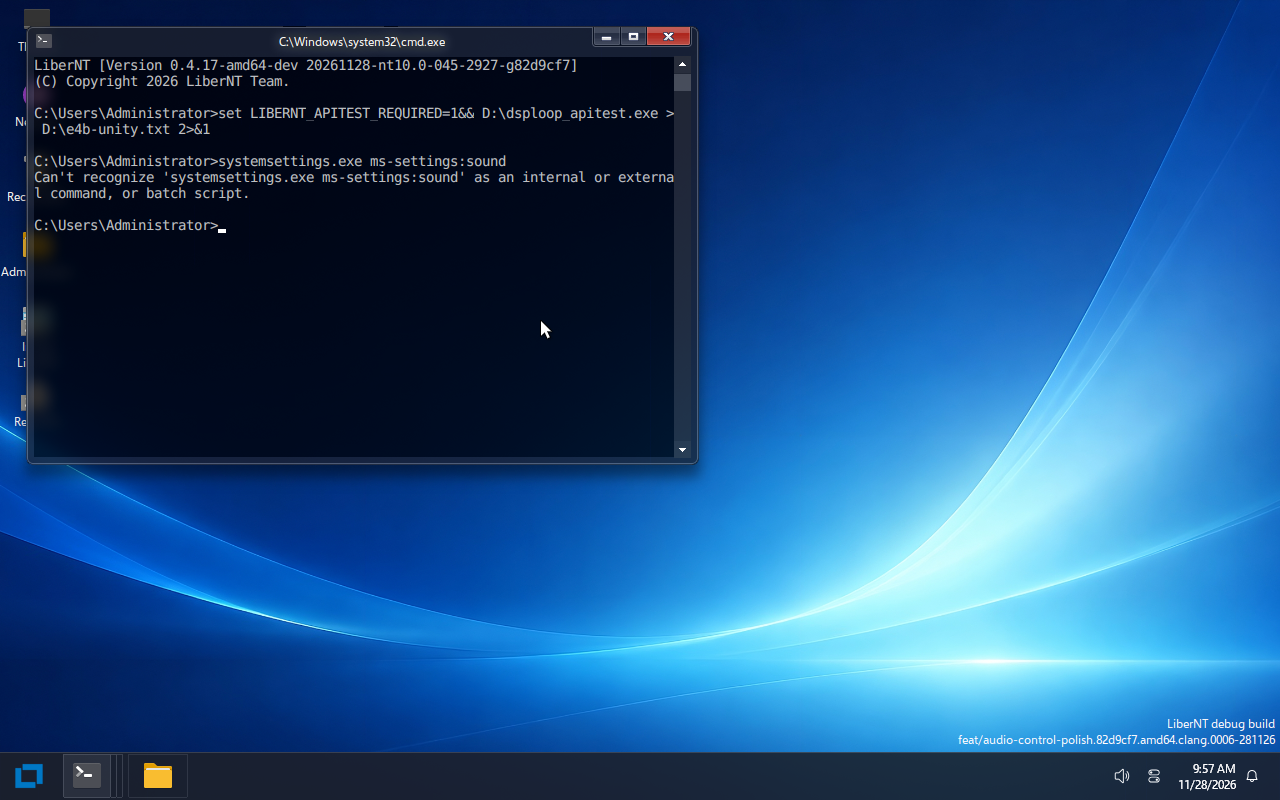 C:\Windows\system32\cmd.exe
LiberNT [Version 0.4.17-amd64-dev 20261128-nt10.0-045-2927-g82d9cf7]
(C) Copyright 2026 LiberNT Team.
C:\Users\Administrator>set LIBERNT_APITEST_REQUIRED=1&& D:\dsploop_apitest.exe >
 D:\e4b-unity.txt 2>&1
C:\Users\Administrator>systemsettings.exe ms-settings:sound
Can't recognize 'systemsettings.exe ms-settings:sound' as an internal or externa
l command, or batch script.
C:\Users\Administrator>
LiberNT debug build
feat/audio-control-polish.82d9cf7.amd64.clang.0006-281126
9:57 AM
11/28/2026